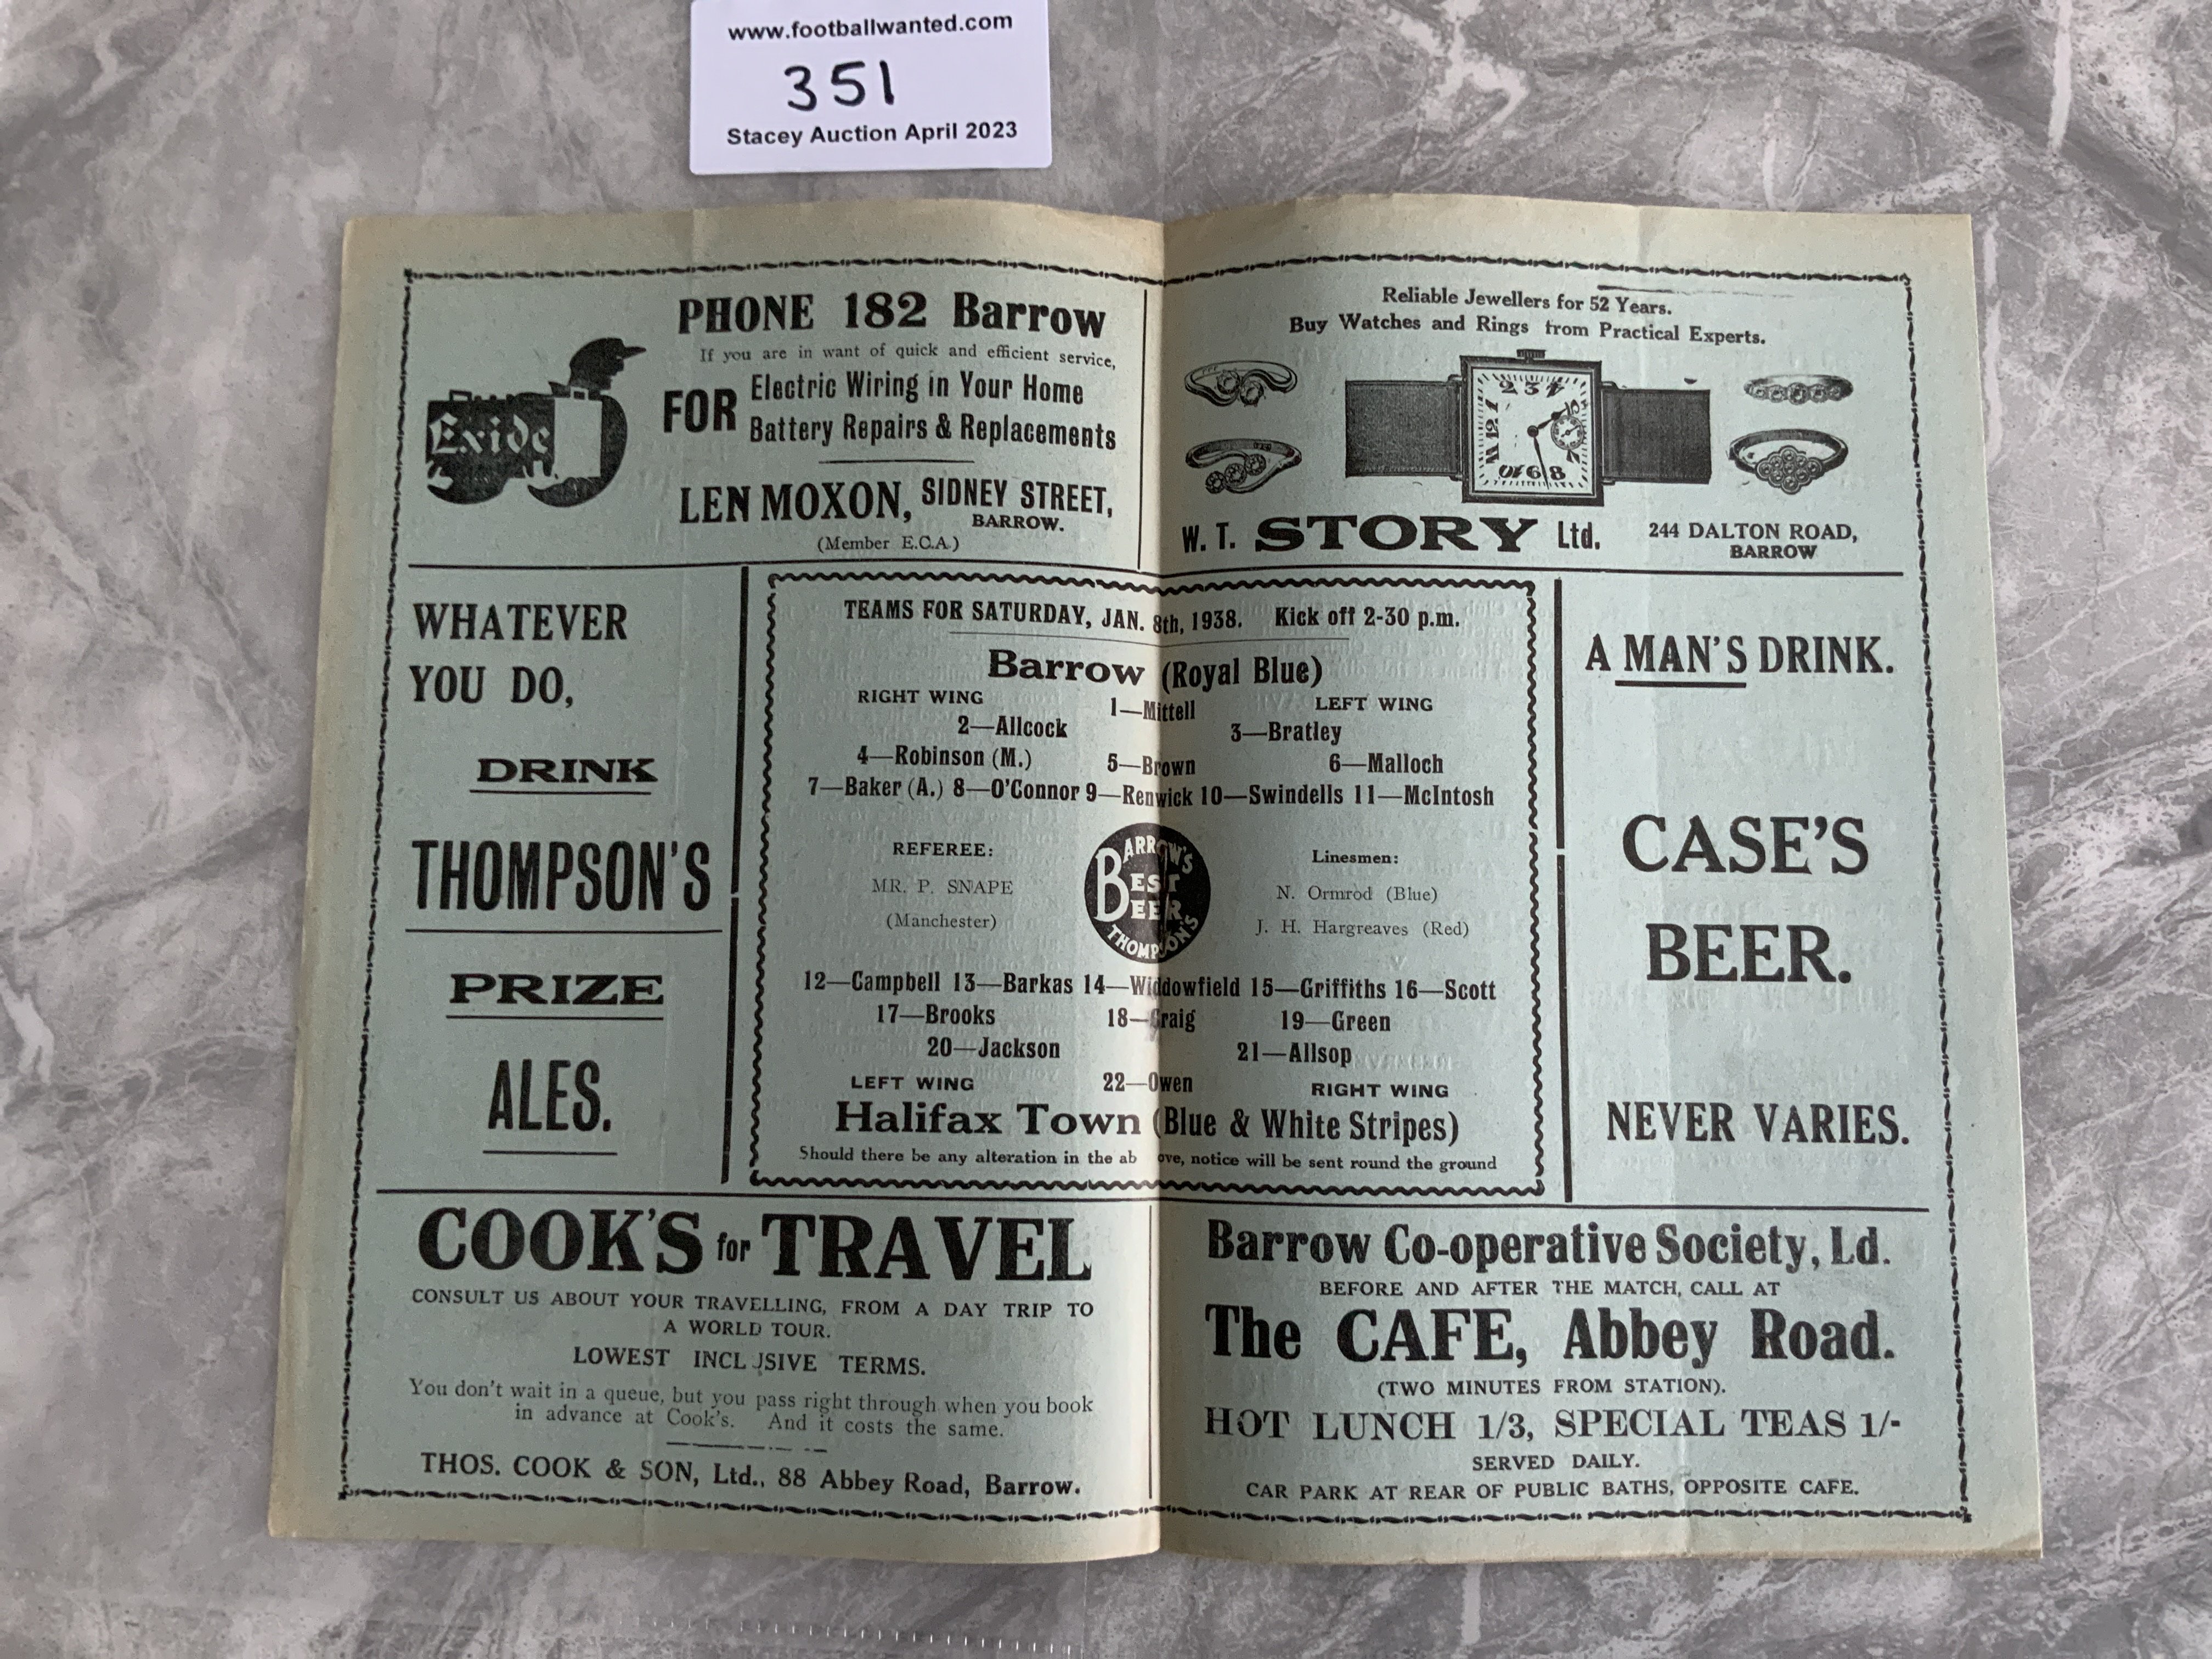 www.footballwanted.com
351
Stacey Auction April 2023
PHONE 182 Barrow
If you are in want of quick and efficient service,
FOR
Electric Wiring in Your Home
Battery Repairs & Replacements
Exide
LEN MOXON, SIDNEY STREET,
BARROW.
(Member E.C.A)
Reliable Jewellers for 52 Years.
Buy Watches and Rings from Practical Experts.
W. T. STORY Ltd.
244 DALTON ROAD,
BARROW
WHATEVER
YOU DO,
DRINK
THOMPSON'S
PRIZE
ALES.
TEAMS FOR SATURDAY, JAN. 8th, 1938. Kick off 2-30 p.m.
Barrow (Royal Blue)
RIGHT WING 1—Mittell LEFT WING
2—Allcock 3—Bratley
4—Robinson (M.) 5—Brown 6—Malloch
7—Baker (A.) 8—O'Connor 9—Renwick 10—Swindells 11—McIntosh
REFEREE:
MR. P. SNAPE
(Manchester)
BARROW'S
BEST
BEER
THOMPSON'S
Linesmen:
N. Ormrod (Blue)
J. H. Hargreaves (Red)
12—Campbell 13—Barkas 14—Widdowfield 15—Griffiths 16—Scott
17—Brooks 18—Craig 19—Green
20—Jackson 21—Allsop
LEFT WING 22—Owen RIGHT WING
Halifax Town (Blue & White Stripes)
Should there be any alteration in the ab ove, notice will be sent round the ground
A MAN'S DRINK.
CASE'S
BEER.
NEVER VARIES.
COOK'S for TRAVEL
CONSULT US ABOUT YOUR TRAVELLING, FROM A DAY TRIP TO
A WORLD TOUR.
LOWEST INCLUSIVE TERMS.
You don't wait in a queue, but you pass right through when you book
in advance at Cook's. And it costs the same.
THOS. COOK & SON, Ltd., 88 Abbey Road, Barrow.
Barrow Co-operative Society, Ld.
BEFORE AND AFTER THE MATCH, CALL AT
The CAFE, Abbey Road.
(TWO MINUTES FROM STATION).
HOT LUNCH 1/3, SPECIAL TEAS 1/-
SERVED DAILY.
CAR PARK AT REAR OF PUBLIC BATHS, OPPOSITE CAFE.